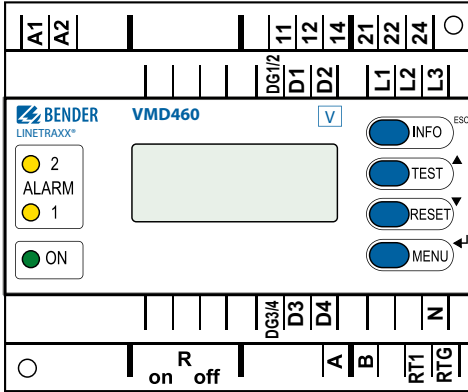 A1 A2 11 12 14 21 22 24
DG1/2 D1 D2 L1 L2 L3
BENDER VMD460 V
LINETRAXX®
INFO ESC
2 TEST
ALARM
1 RESET
ON MENU
DG3/4 D3 D4 N
R
on off A B RT1 RTG